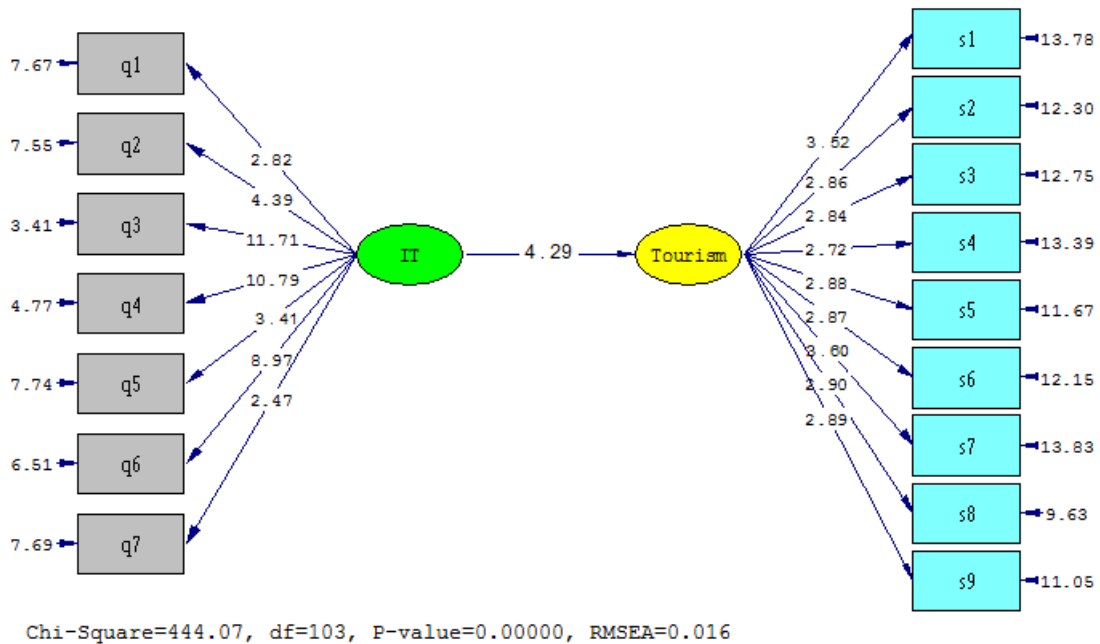 7.67 q1
7.55 q2
3.41 q3
4.77 q4
7.74 q5
6.51 q6
7.69 q7
2.82
4.39
11.71
10.79
3.41
8.97
2.47
IT
4.29
Tourism
3.52
2.86
2.84
2.72
2.88
2.87
3.60
2.90
2.89
s1 13.78
s2 12.30
s3 12.75
s4 13.39
s5 11.67
s6 12.15
s7 13.83
s8 9.63
s9 11.05
Chi-Square=444.07, df=103, P-value=0.00000, RMSEA=0.016